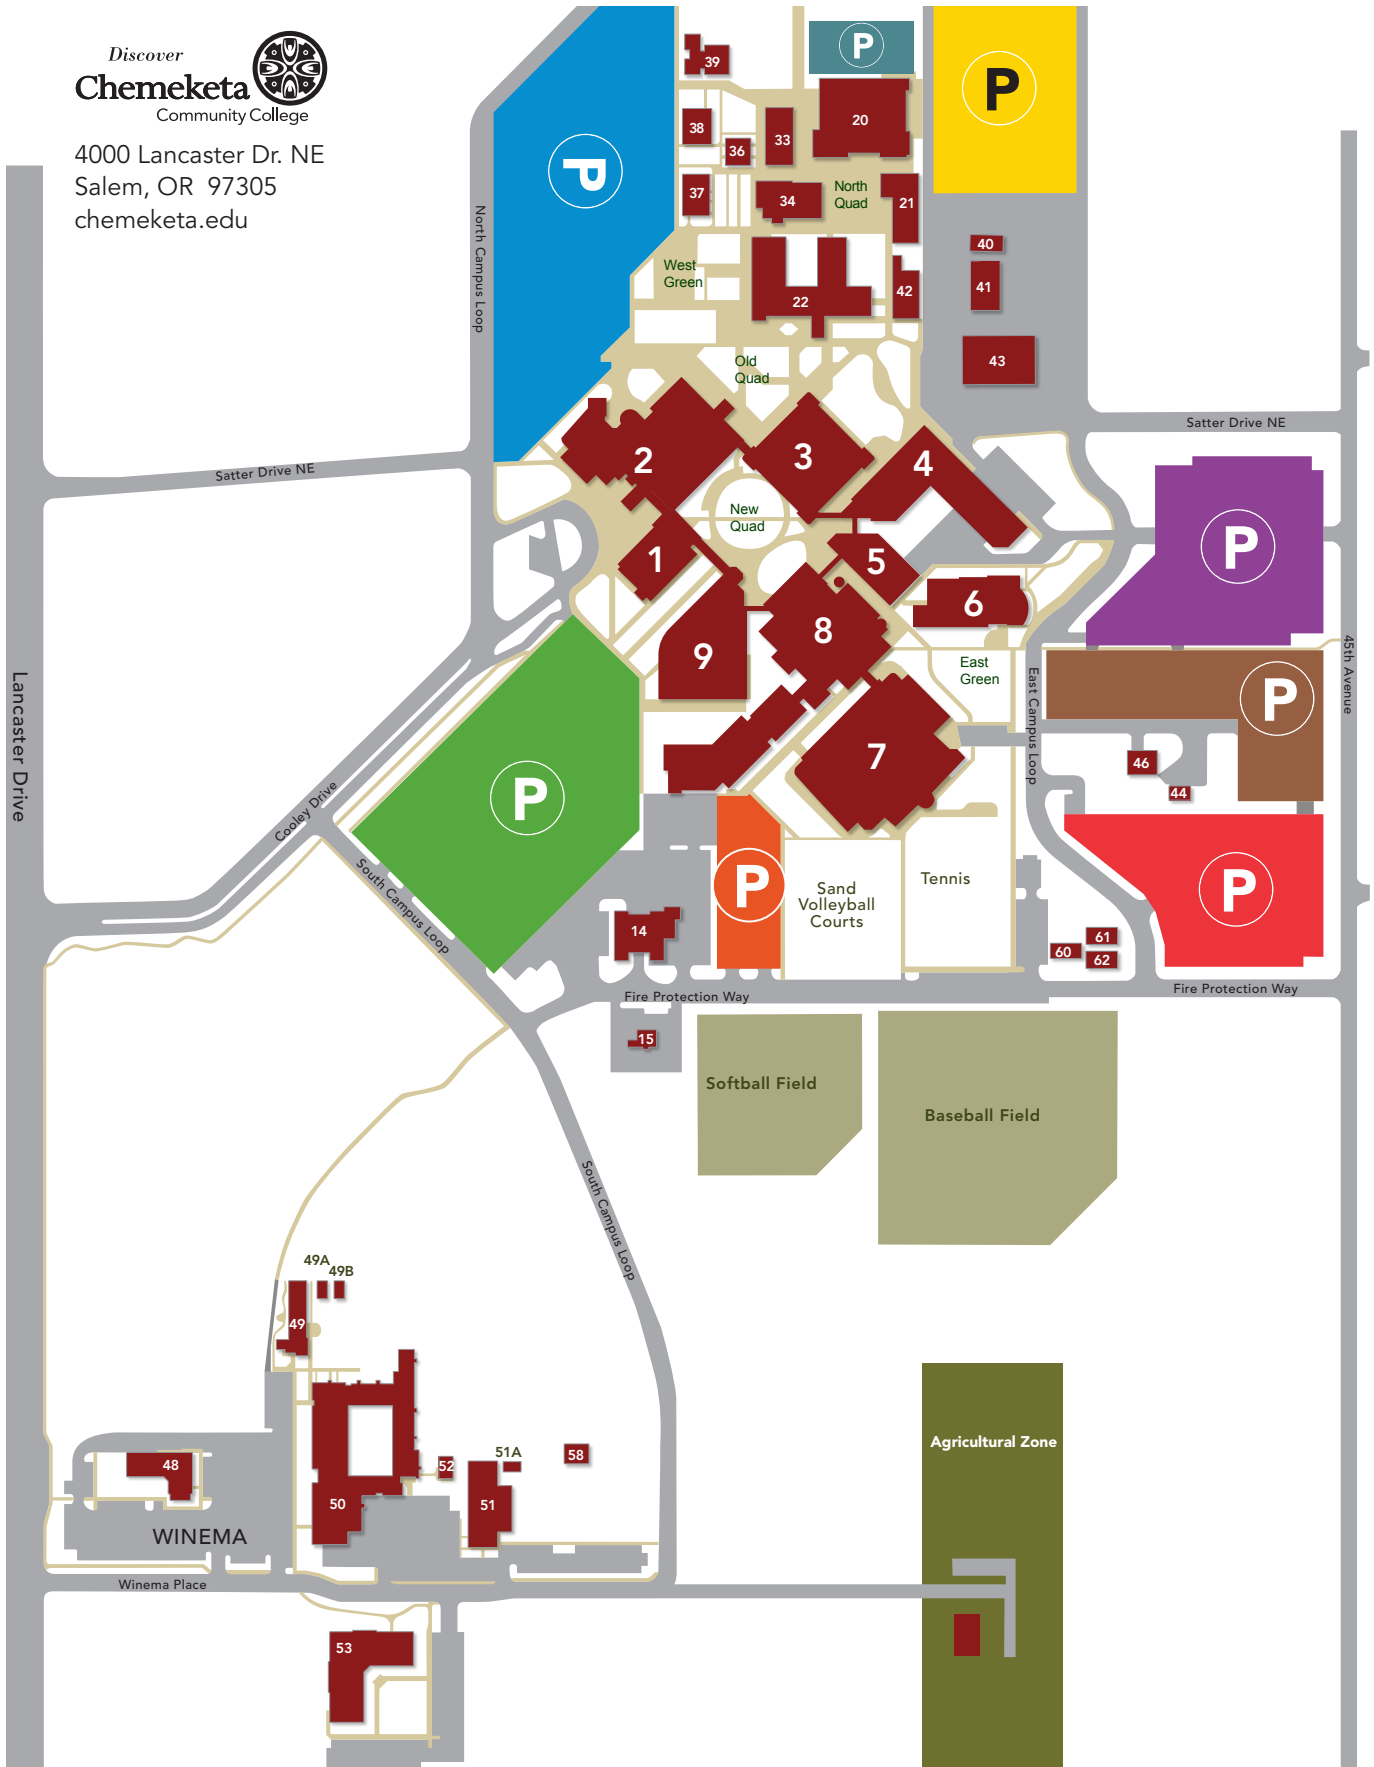 Discover
Chemeketa
Community College
4000 Lancaster Dr. NE
Salem, OR 97305
chemeketa.edu
39
P
P
38
36
33
20
P
37
34
North
Quad
21
North Campus Loop
West
Green
40
41
42
22
43
Old
Quad
Satter Drive NE
Satter Drive NE
2
3
4
New
Quad
P
1
5
6
8
9
East
Green
45th Avenue
Lancaster Drive
East Campus Loop
P
7
46
44
P
Cooley Drive
South Campus Loop
P
Sand
Volleyball
Courts
Tennis
P
14
61
60
62
Fire Protection Way
Fire Protection Way
15
Softball Field
Baseball Field
South Campus Loop
49A
49B
49
Agricultural Zone
51A
58
48
52
50
51
WINEMA
Winema Place
53